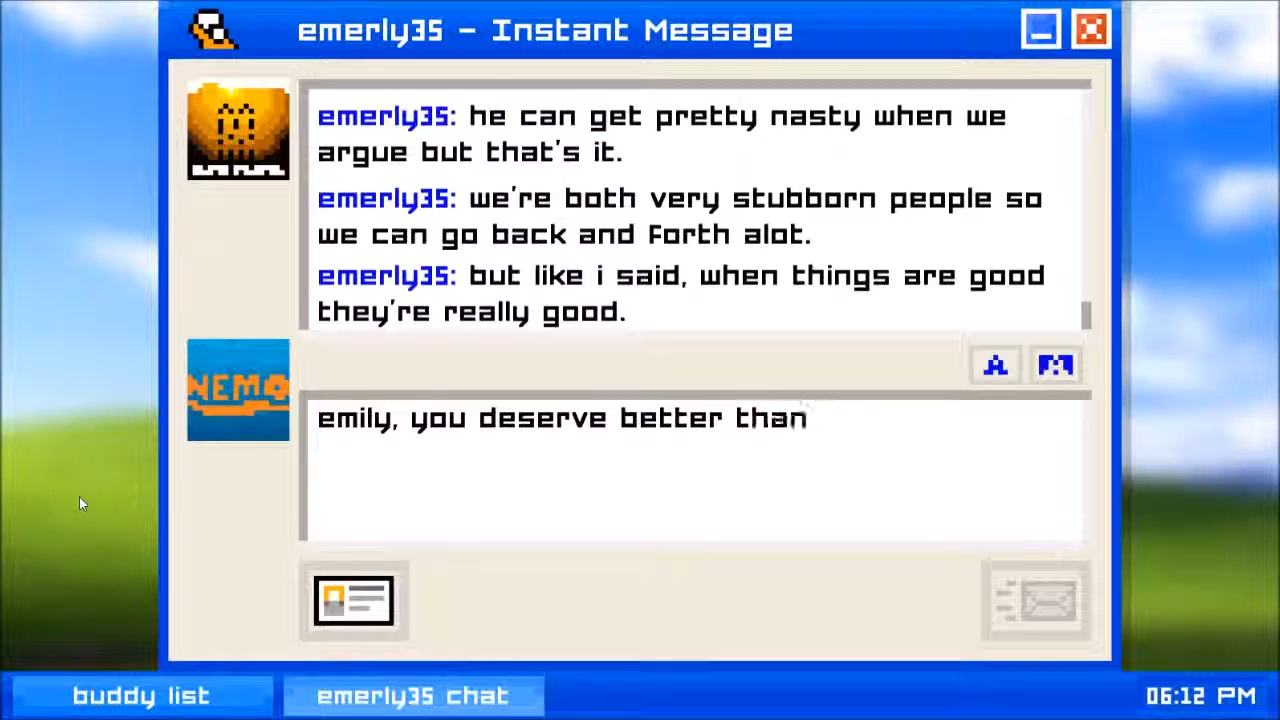 emerly35 - Instant Message
emerly35: he can get pretty nasty when we
argue but that's it.
emerly35: we're both very stubborn people so
we can go back and forth alot.
emerly35: but like i said, when things are good
they're really good.
A
NEMO
emily, you deserve better than
buddy list
emerly35 chat
06:12 PM